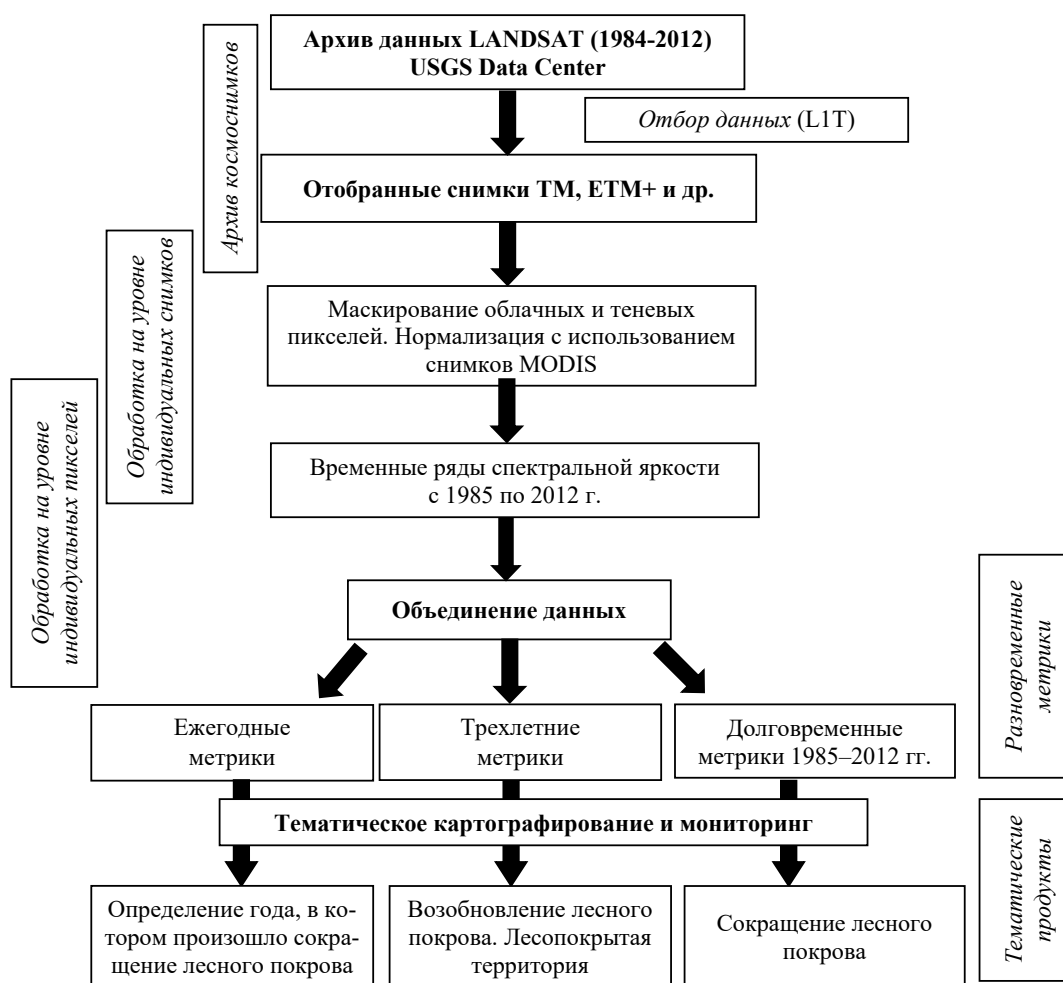 Архив данных LANDSAT (1984-2012)
USGS Data Center
Архив космоснимков
Отбор данных (L1T)
Отобранные снимки TM, ETM+ и др.
Обработка на уровне
индивидуальных снимков
Маскирование облачных и теневых
пикселей. Нормализация с использованием
снимков MODIS
Обработка на уровне
индивидуальных пикселей
Временные ряды спектральной яркости
с 1985 по 2012 г.
Объединение данных
Разновременные
метрики
Ежегодные
метрики
Трехлетние
метрики
Долговременные
метрики 1985–2012 гг.
Тематическое картографирование и мониторинг
Тематические
продукты
Определение года, в ко-
тором произошло сокра-
щение лесного покрова
Возобновление лесного
покрова. Лесопокрытая
территория
Сокращение лесного
покрова